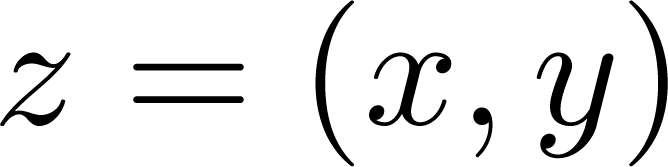 z = (x, y)